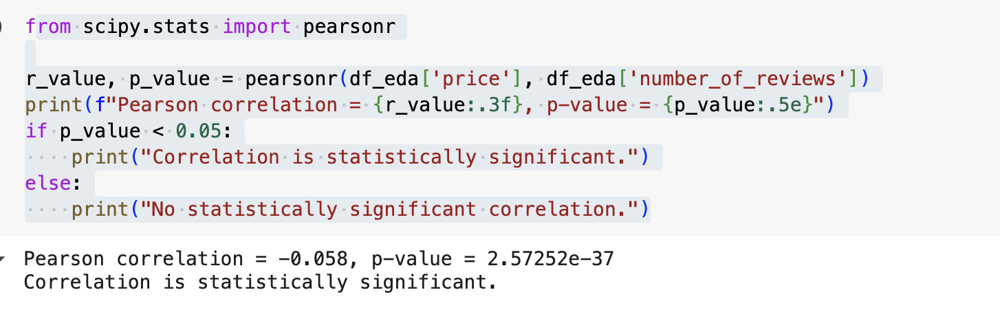 from scipy.stats import pearsonr
r_value, p_value = pearsonr(df_eda['price'], df_eda['number_of_reviews'])
print(f"Pearson correlation = {r_value:.3f}, p-value = {p_value:.5e}")
if p_value < 0.05:
    print("Correlation is statistically significant.")
else:
    print("No statistically significant correlation.")
Pearson correlation = -0.058, p-value = 2.57252e-37
Correlation is statistically significant.